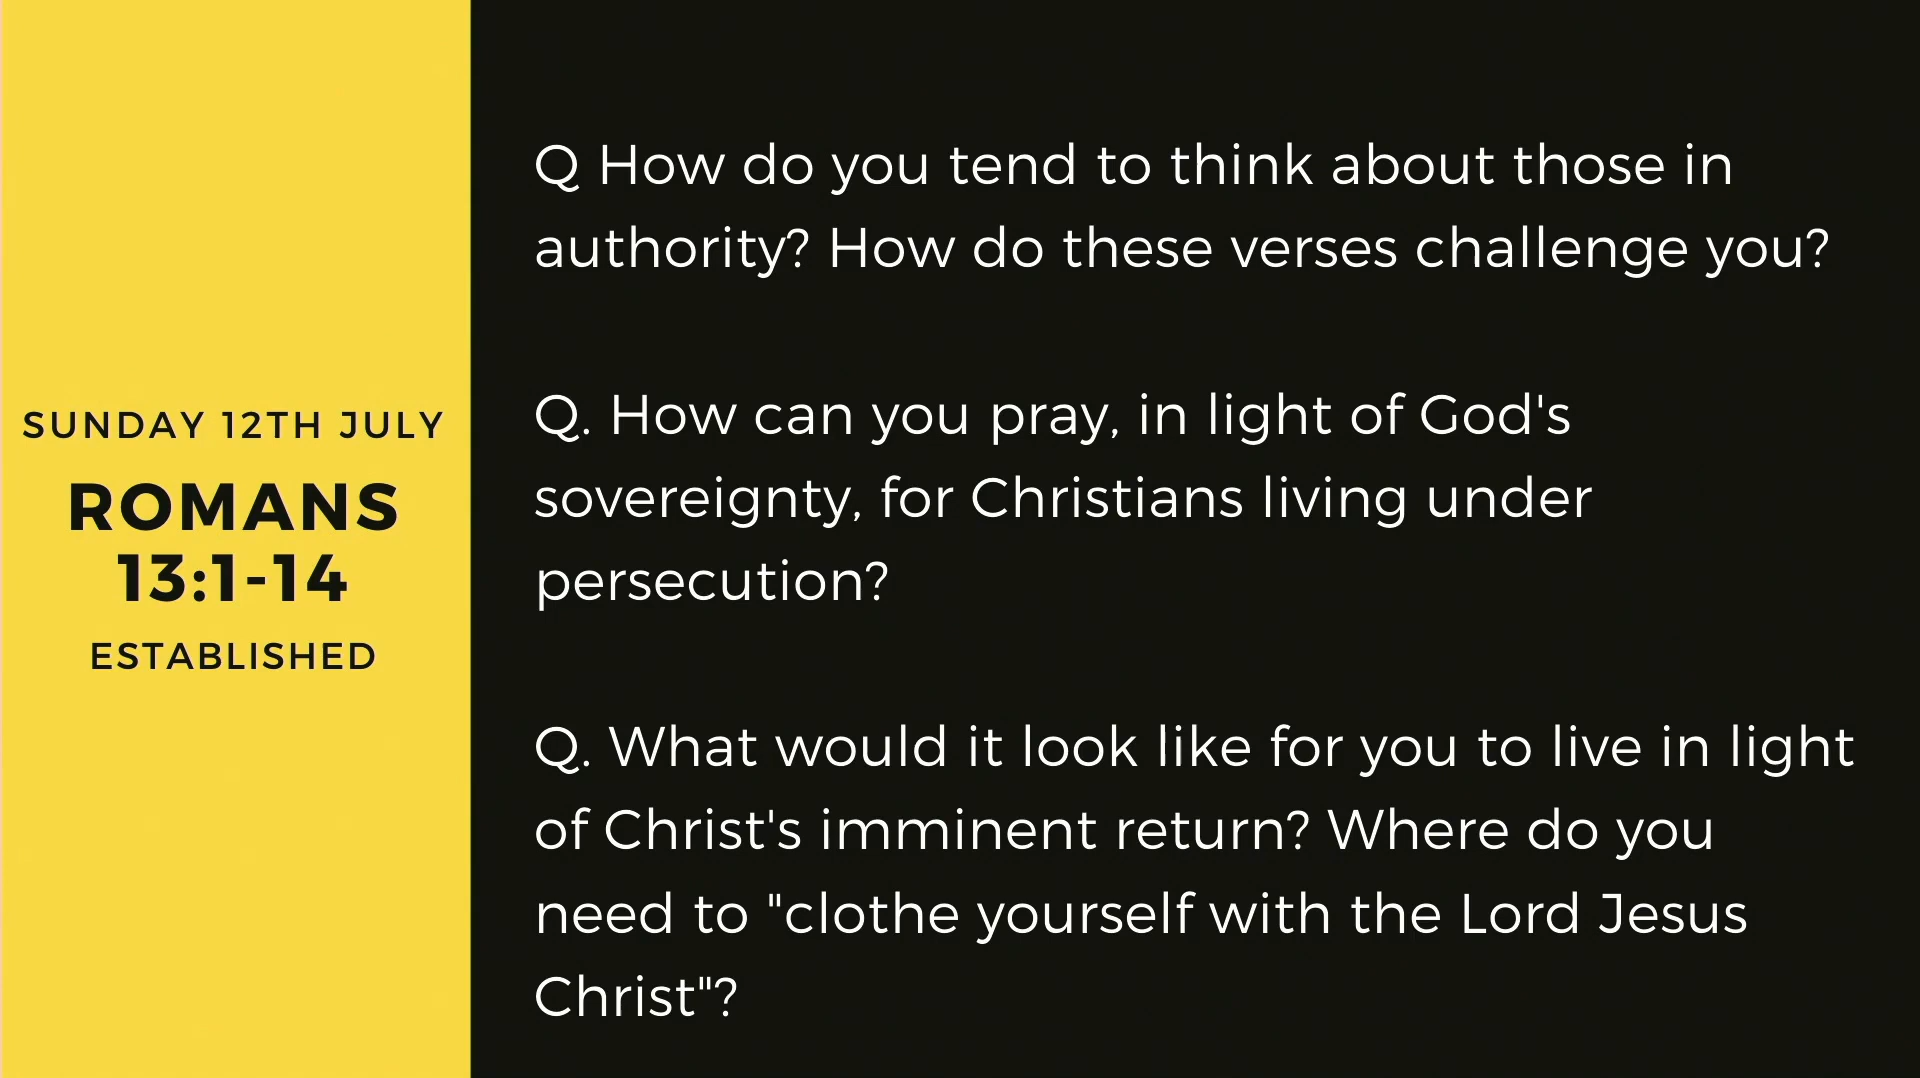 SUNDAY 12TH JULY
ROMANS
13:1-14
ESTABLISHED
Q How do you tend to think about those in
authority? How do these verses challenge you?
Q. How can you pray, in light of God's
sovereignty, for Christians living under
persecution?
Q. What would it look like for you to live in light
of Christ's imminent return? Where do you
need to "clothe yourself with the Lord Jesus
Christ"?